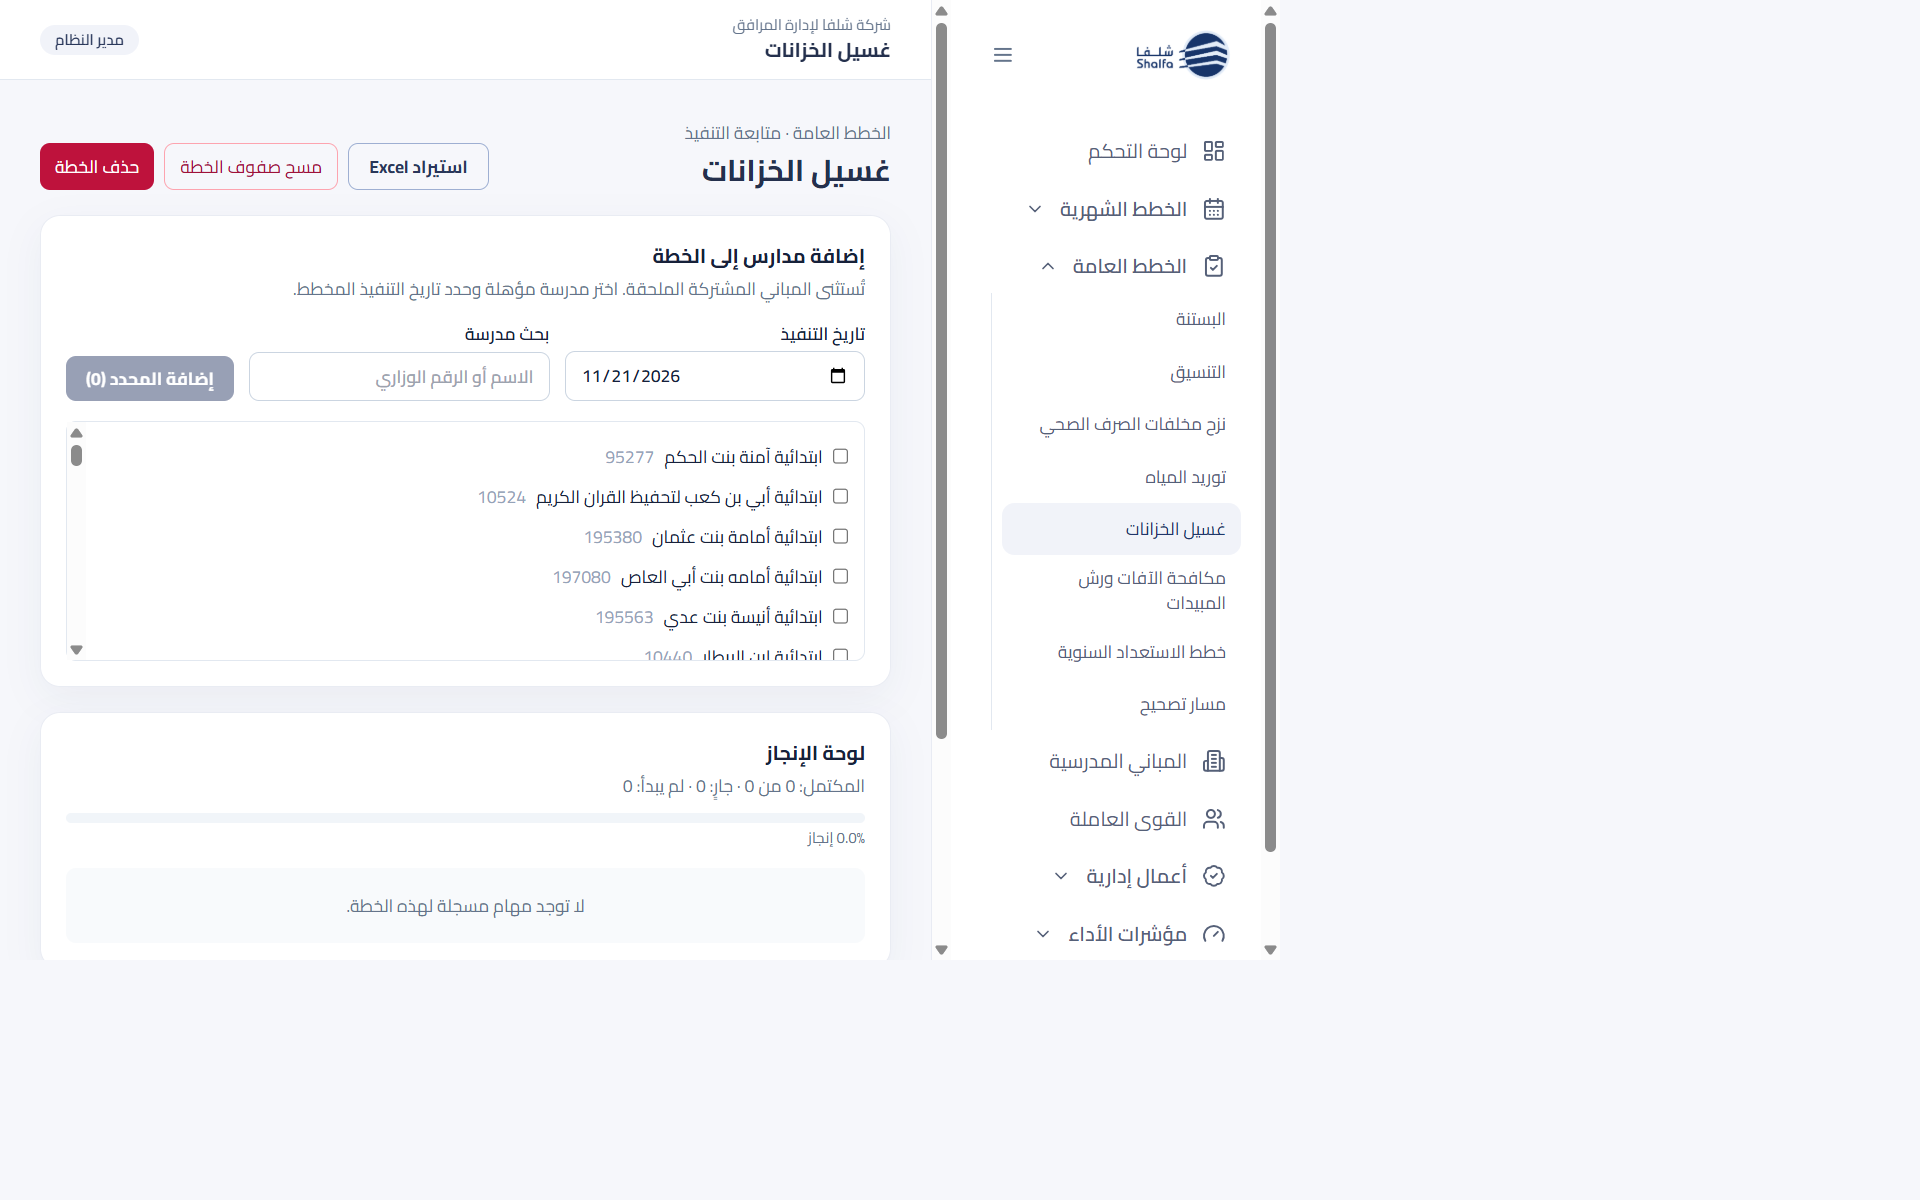 شلفا
Shalfa
لوحة التحكم
الخطط الشهرية
الخطط العامة
البستنة
التنسيق
نزح مخلفات الصرف الصحي
توريد المياه
غسيل الخزانات
مكافحة الآفات ورش
المبيدات
خطط الاستعداد السنوية
مسار تصحيح
المباني المدرسية
القوى العاملة
أعمال إدارية
مؤشرات الأداء
شركة شلفا لإدارة المرافق
غسيل الخزانات
مدير النظام
الخطط العامة · متابعة التنفيذ
غسيل الخزانات
استيراد Excel
مسح صفوف الخطة
حذف الخطة
إضافة مدارس إلى الخطة
تُستثنى المباني المشتركة الملحقة. اختر مدرسة مؤهلة وحدد تاريخ التنفيذ المخطط.
تاريخ التنفيذ
بحث مدرسة
11/21/2026
الاسم أو الرقم الوزاري
إضافة المحدد (0)
ابتدائية آمنة بنت الحكم 95277
ابتدائية أبي بن كعب لتحفيظ القران الكريم 10524
ابتدائية أمامة بنت عثمان 195380
ابتدائية أمامه بنت أبي العاص 197080
ابتدائية أنيسة بنت عدي 195563
ابتدائية ابن البيطار 10440
لوحة الإنجاز
المكتمل: 0 من 0 · جارٍ: 0 · لم يبدأ: 0
0.0% إنجاز
لا توجد مهام مسجلة لهذه الخطة.